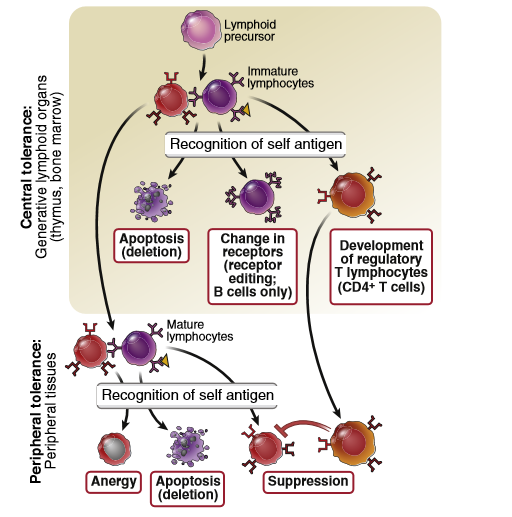 Lymphoid
precursor
Immature
lymphocytes
Central tolerance:
Generative lymphoid organs
(thymus, bone marrow)
Recognition of self antigen
Apoptosis
(deletion)
Change in
receptors
(receptor
editing;
B cells only)
Development
of regulatory
T lymphocytes
(CD4+ T cells)
Mature
lymphocytes
Peripheral tolerance:
Peripheral tissues
Recognition of self antigen
Anergy
Apoptosis
(deletion)
Suppression